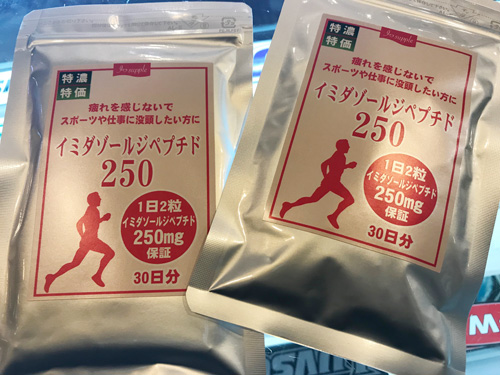 特濃
特価
疲れを感じないで
スポーツや仕事に没頭したい方に
イミダゾールジペプチド
250
1日2粒
イミダゾールジペプチド
250mg
保証
30日分
特濃
特価
疲れを感じないで
スポーツや仕事に没頭したい方に
イミダゾールジペプチド
250
1日2粒
イミダゾールジペプチド
250mg
保証
30日分